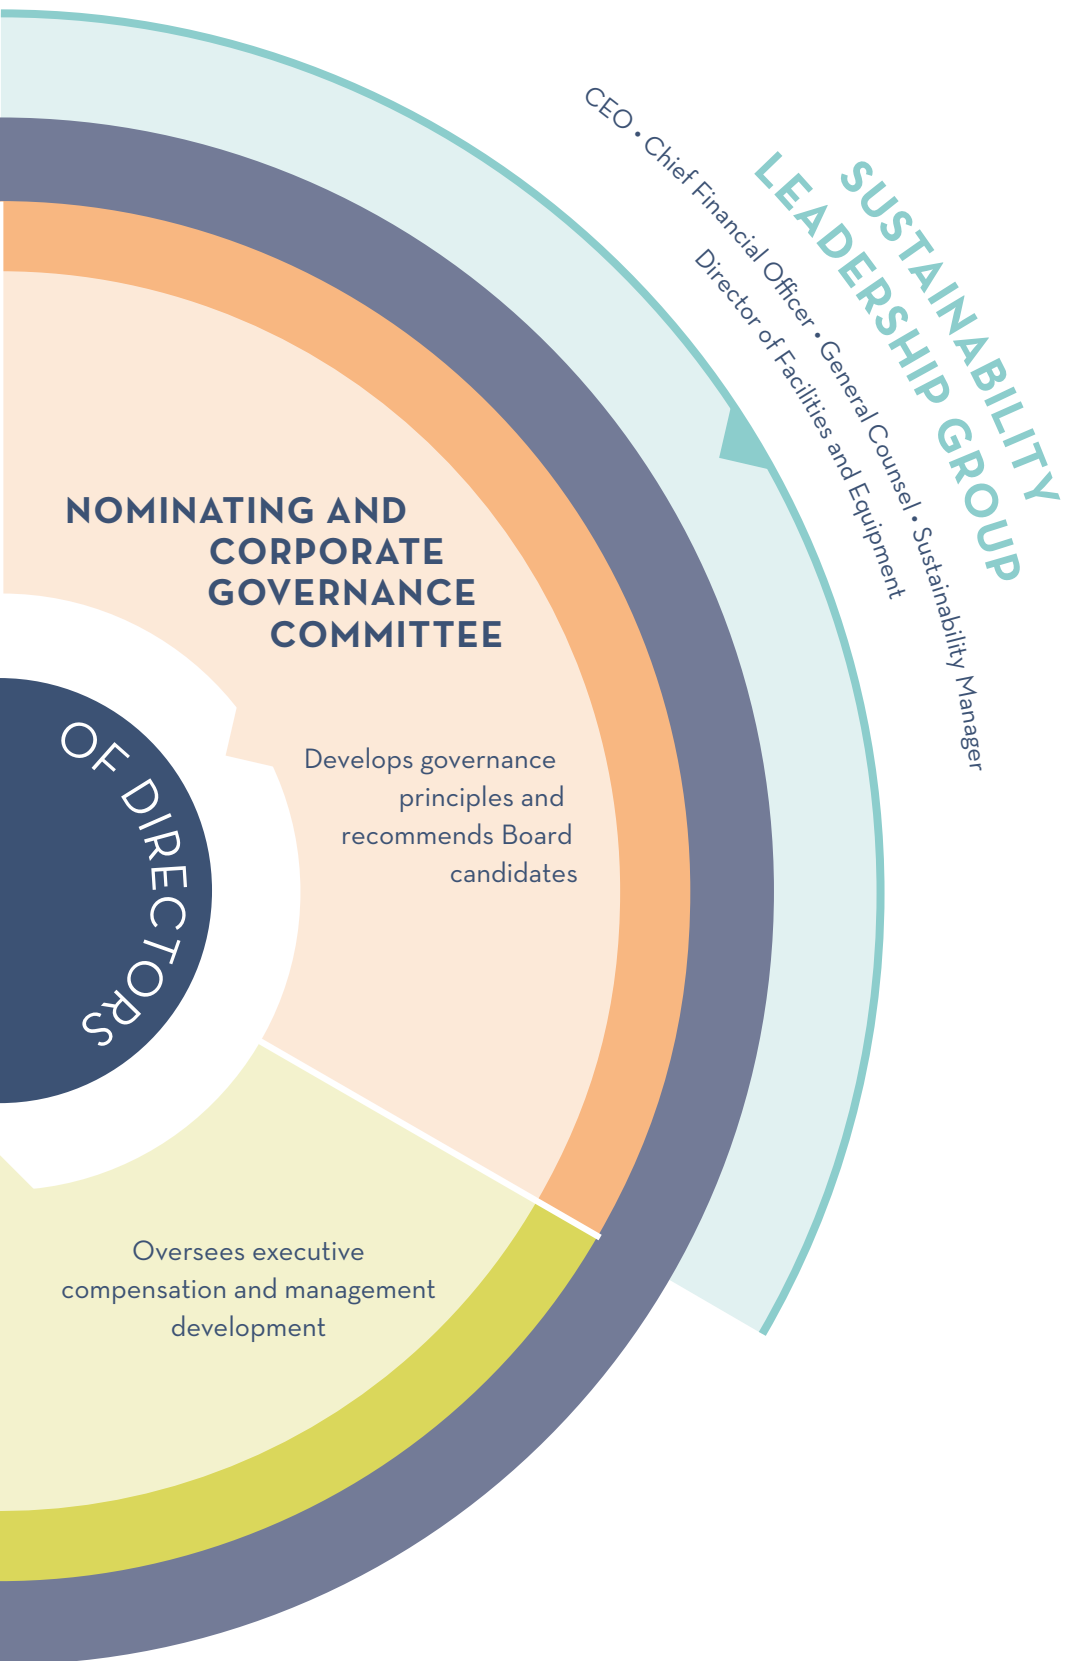 SUSTAINABILITY
LEADERSHIP GROUP
CEO • Chief Financial Officer • General Counsel • Sustainability Manager
Director of Facilities and Equipment
NOMINATING AND
CORPORATE
GOVERNANCE
COMMITTEE
Develops governance
principles and
recommends Board
candidates
OF DIRECTORS
Oversees executive
compensation and management
development